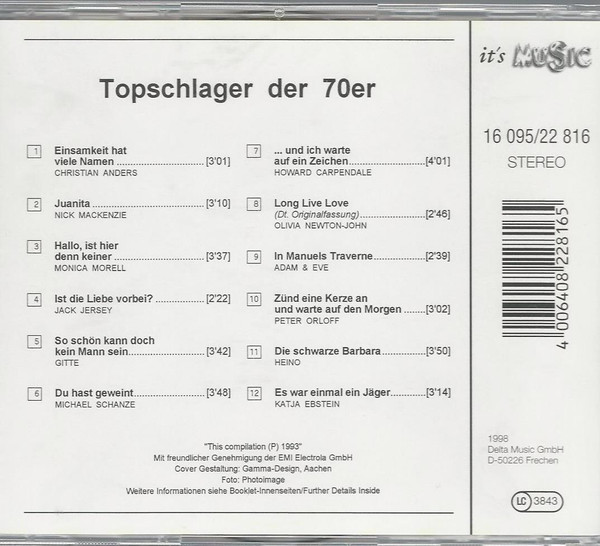 Topschlager der 70er
1 Einsamkeit hat
viele Namen ........................ [3'01]
CHRISTIAN ANDERS
2 Juanita ................................ [3'10]
NICK MACKENZIE
3 Hallo, ist hier
denn keiner ......................... [3'37]
MONICA MORELL
4 Ist die Liebe vorbei? ............ [2'22]
JACK JERSEY
5 So schön kann doch
kein Mann sein..................... [3'42]
GITTE
6 Du hast geweint................... [3'48]
MICHAEL SCHANZE
7 ... und ich warte
auf ein Zeichen.................... [4'01]
HOWARD CARPENDALE
8 Long Live Love
(Dt. Originalfassung)............... [2'46]
OLIVIA NEWTON-JOHN
9 In Manuels Traverne............ [2'39]
ADAM & EVE
10 Zünd eine Kerze an
und warte auf den Morgen ...... [3'02]
PETER ORLOFF
11 Die schwarze Barbara.......... [3'50]
HEINO
12 Es war einmal ein Jäger.......... [3'14]
KATJA EBSTEIN
"This compilation (P) 1993"
Mit freundlicher Genehmigung der EMI Electrola GmbH
Cover Gestaltung: Gamma-Design, Aachen
Foto: Photoimage
Weitere Informationen siehe Booklet-Innenseiten/Further Details Inside
it's MUSIC
16 095/22 816
STEREO
4 006408 228165
1998
Delta Music GmbH
D-50226 Frechen
LC 3843